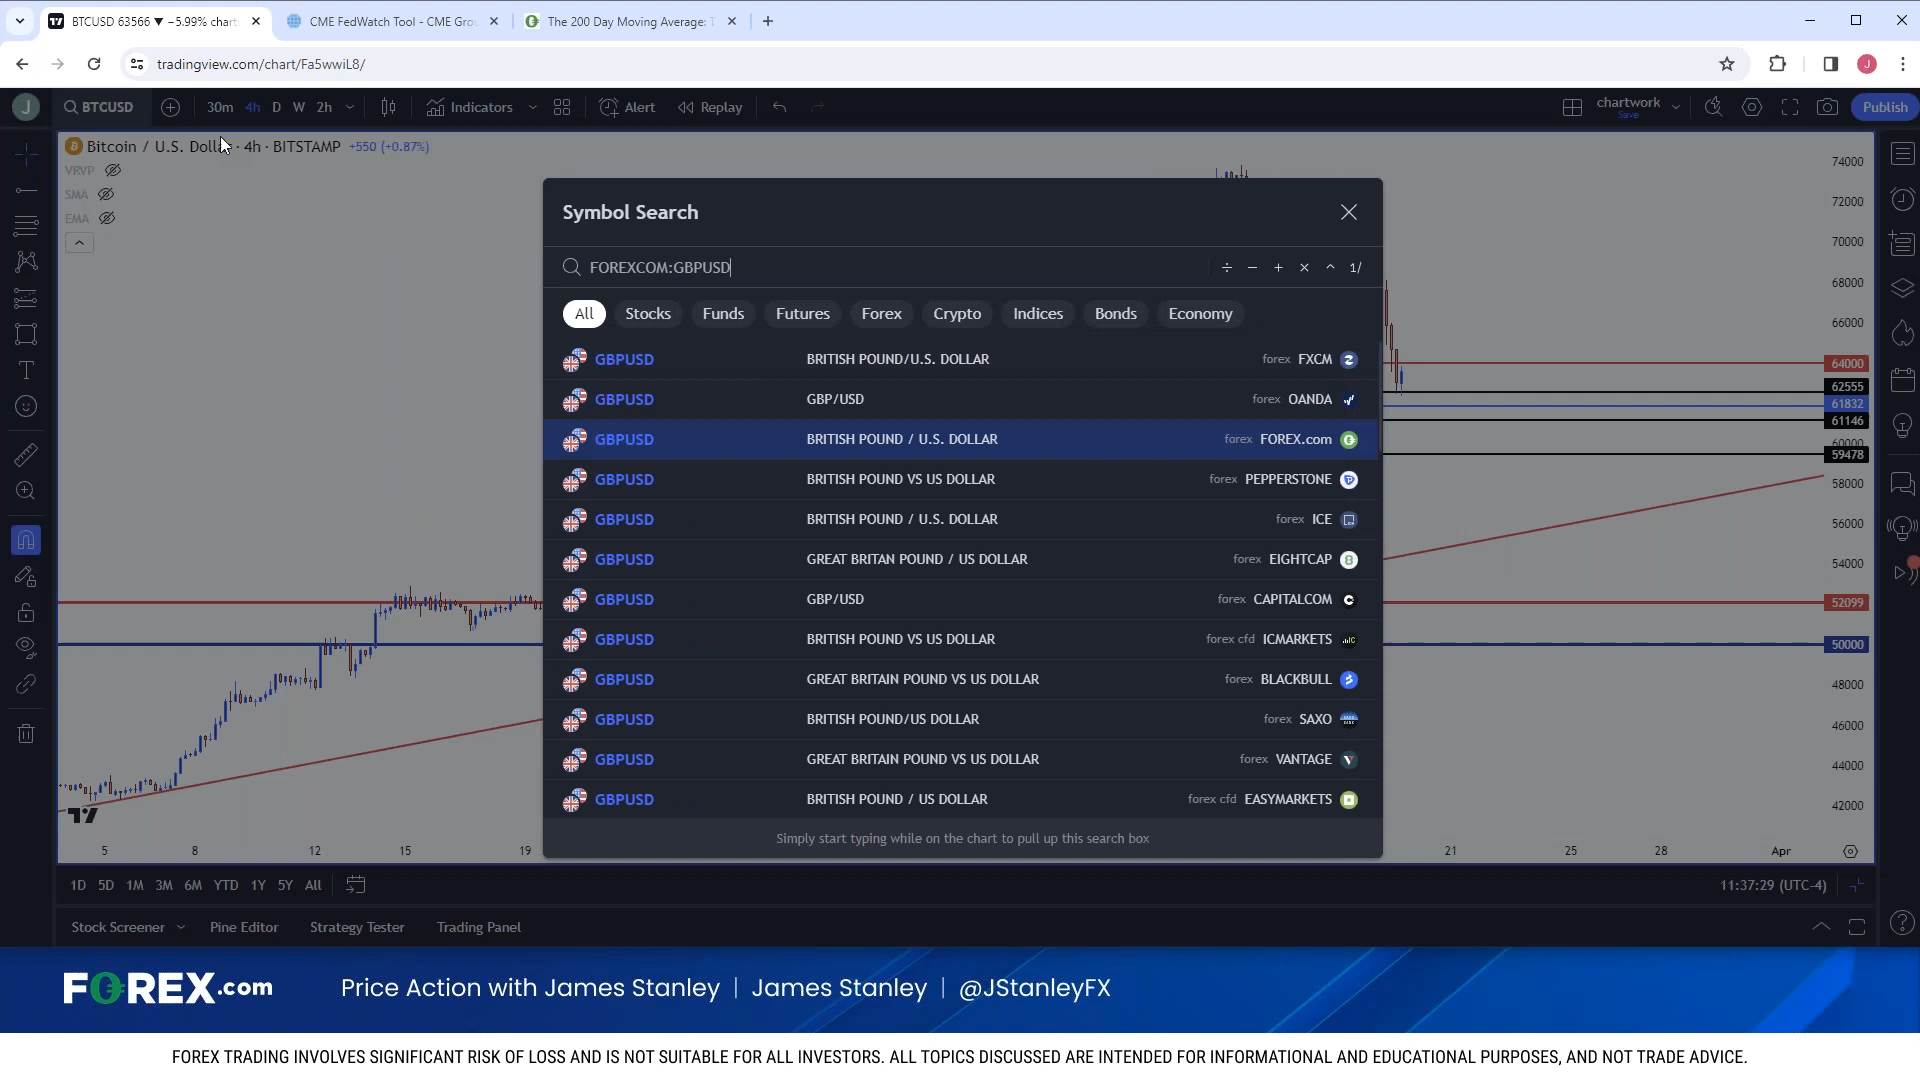 BTCUSD 63566 ▼ −5.99% chart
CME FedWatch Tool - CME Gro
The 200 Day Moving Average: T
tradingview.com/chart/Fa5wwiL8/
J
J
BTCUSD
30m 4h D W 2h
Indicators
Alert
Replay
chartwork
Save
Publish
Bitcoin / U.S. Dolla · 4h · BITSTAMP +550 (+0.87%)
VRVP
SMA
EMA
Symbol Search
FOREXCOM:GBPUSD
÷ − + × ^ 1/
All Stocks Funds Futures Forex Crypto Indices Bonds Economy
GBPUSD BRITISH POUND/U.S. DOLLAR forex FXCM
GBPUSD GBP/USD forex OANDA
GBPUSD BRITISH POUND / U.S. DOLLAR forex FOREX.com
GBPUSD BRITISH POUND VS US DOLLAR forex PEPPERSTONE
GBPUSD BRITISH POUND / U.S. DOLLAR forex ICE
GBPUSD GREAT BRITAN POUND / US DOLLAR forex EIGHTCAP
GBPUSD GBP/USD forex CAPITALCOM
GBPUSD BRITISH POUND VS US DOLLAR forex cfd ICMARKETS
GBPUSD GREAT BRITAIN POUND VS US DOLLAR forex BLACKBULL
GBPUSD BRITISH POUND/US DOLLAR forex SAXO
GBPUSD GREAT BRITAIN POUND VS US DOLLAR forex VANTAGE
GBPUSD BRITISH POUND / US DOLLAR forex cfd EASYMARKETS
Simply start typing while on the chart to pull up this search box
74000
72000
70000
68000
66000
64000
62555
61832
61146
60000
59478
58000
56000
54000
52099
50000
48000
46000
44000
42000
5 8 12 15 19 21 25 28 Apr
1D 5D 1M 3M 6M YTD 1Y 5Y All
11:37:29 (UTC-4)
Stock Screener Pine Editor Strategy Tester Trading Panel
FOREX.com
Price Action with James Stanley | James Stanley | @JStanleyFX
FOREX TRADING INVOLVES SIGNIFICANT RISK OF LOSS AND IS NOT SUITABLE FOR ALL INVESTORS. ALL TOPICS DISCUSSED ARE INTENDED FOR INFORMATIONAL AND EDUCATIONAL PURPOSES, AND NOT TRADE ADVICE.